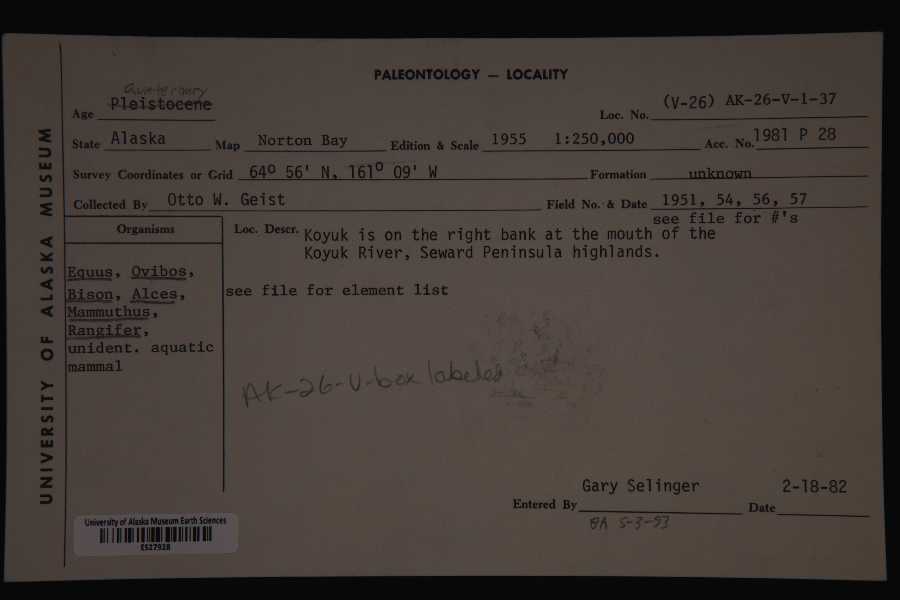 PALEONTOLOGY — LOCALITY
Quaternary
Age Pleistocene
Loc. No. (V-26) AK-26-V-1-37
State Alaska Map Norton Bay Edition & Scale 1955 1:250,000 Acc. No. 1981 P 28
Survey Coordinates or Grid 64º 56' N, 161º 09' W Formation unknown
Collected By Otto W. Geist Field No. & Date 1951, 54, 56, 57
see file for #'s
Organisms
Loc. Descr. Koyuk is on the right bank at the mouth of the
Koyuk River, Seward Peninsula highlands.
Equus, Ovibos,
Bison, Alces,
Mammuthus,
Rangifer,
unident. aquatic
mammal
see file for element list
AK-26-V-box labeled
Entered By Gary Selinger Date 2-18-82
5-3-93
UNIVERSITY OF ALASKA MUSEUM
University of Alaska Museum Earth Sciences
ES27928